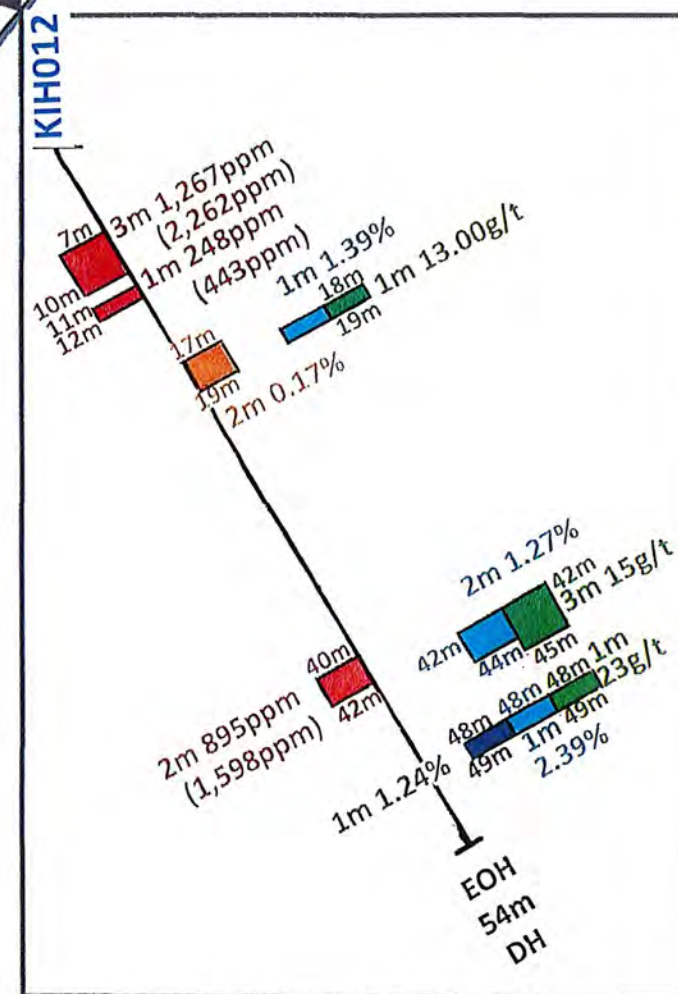 KIH012
7m
3m 1,267ppm
(2,262ppm)
10m
11m
1m 248ppm
(443ppm)
12m
1m 1.39%
18m
1m 13.00g/t
19m
17m
19m
2m 0.17%
2m 1.27%
42m
3m 15g/t
42m
44m
45m
40m
42m
2m 895ppm
(1,598ppm)
48m
48m
48m
1m
23g/t
49m
1m
49m
2.39%
1m 1.24%
EOH
54m
DH